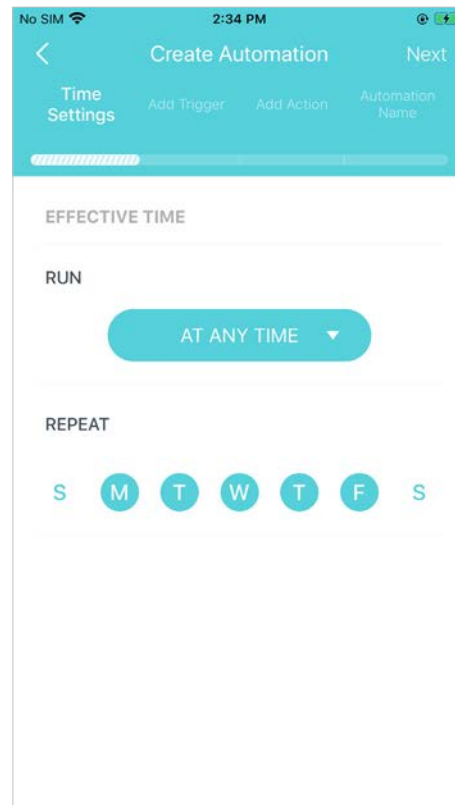 No SIM 2:34 PM
Create Automation Next
Time Settings Add Trigger Add Action Automation Name
EFFECTIVE TIME
RUN
AT ANY TIME
REPEAT
S M T W T F S